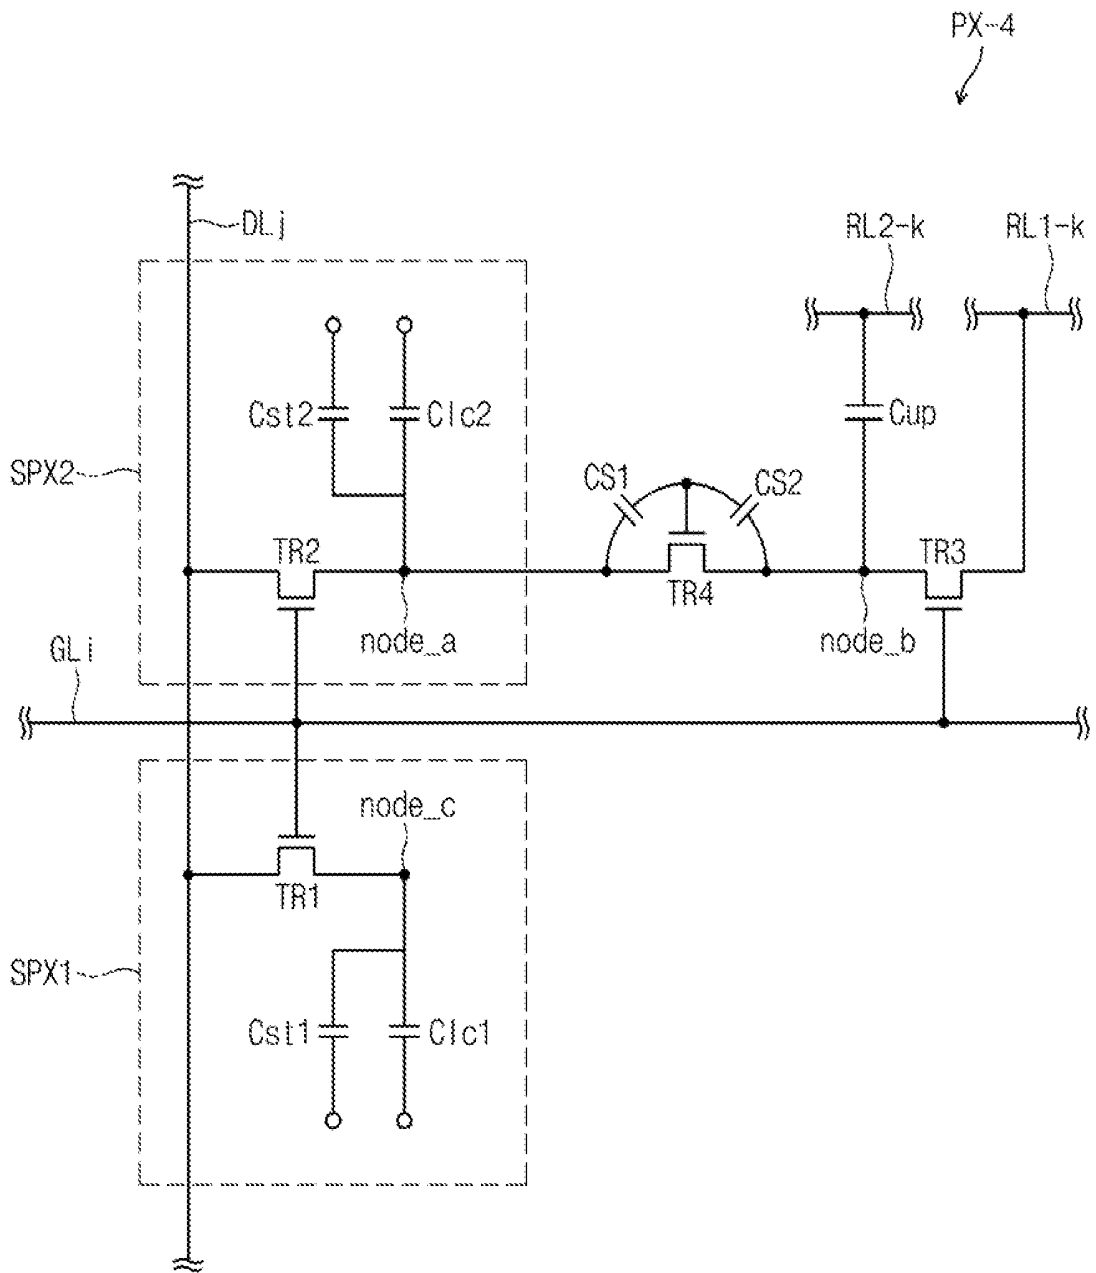 PX-4
DLj
RL2-k
RL1-k
Cst2
Clc2
Cup
SPX2
CS1
CS2
TR2
TR4
TR3
node_a
node_b
GLi
node_c
TR1
SPX1
Cst1
Clc1